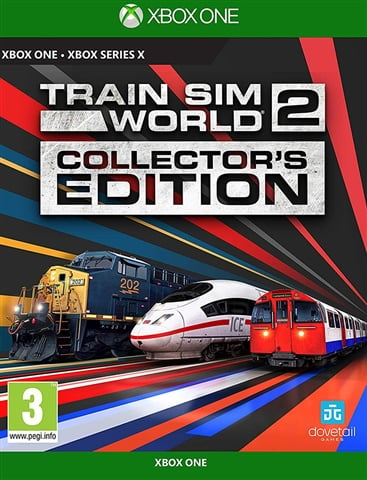 XBOX ONE
XBOX ONE • XBOX SERIES X
TRAIN SIM
WORLD 2
COLLECTOR'S
EDITION
202
202
ICE
3
www.pegi.info
dovetail
GAMES
XBOX ONE